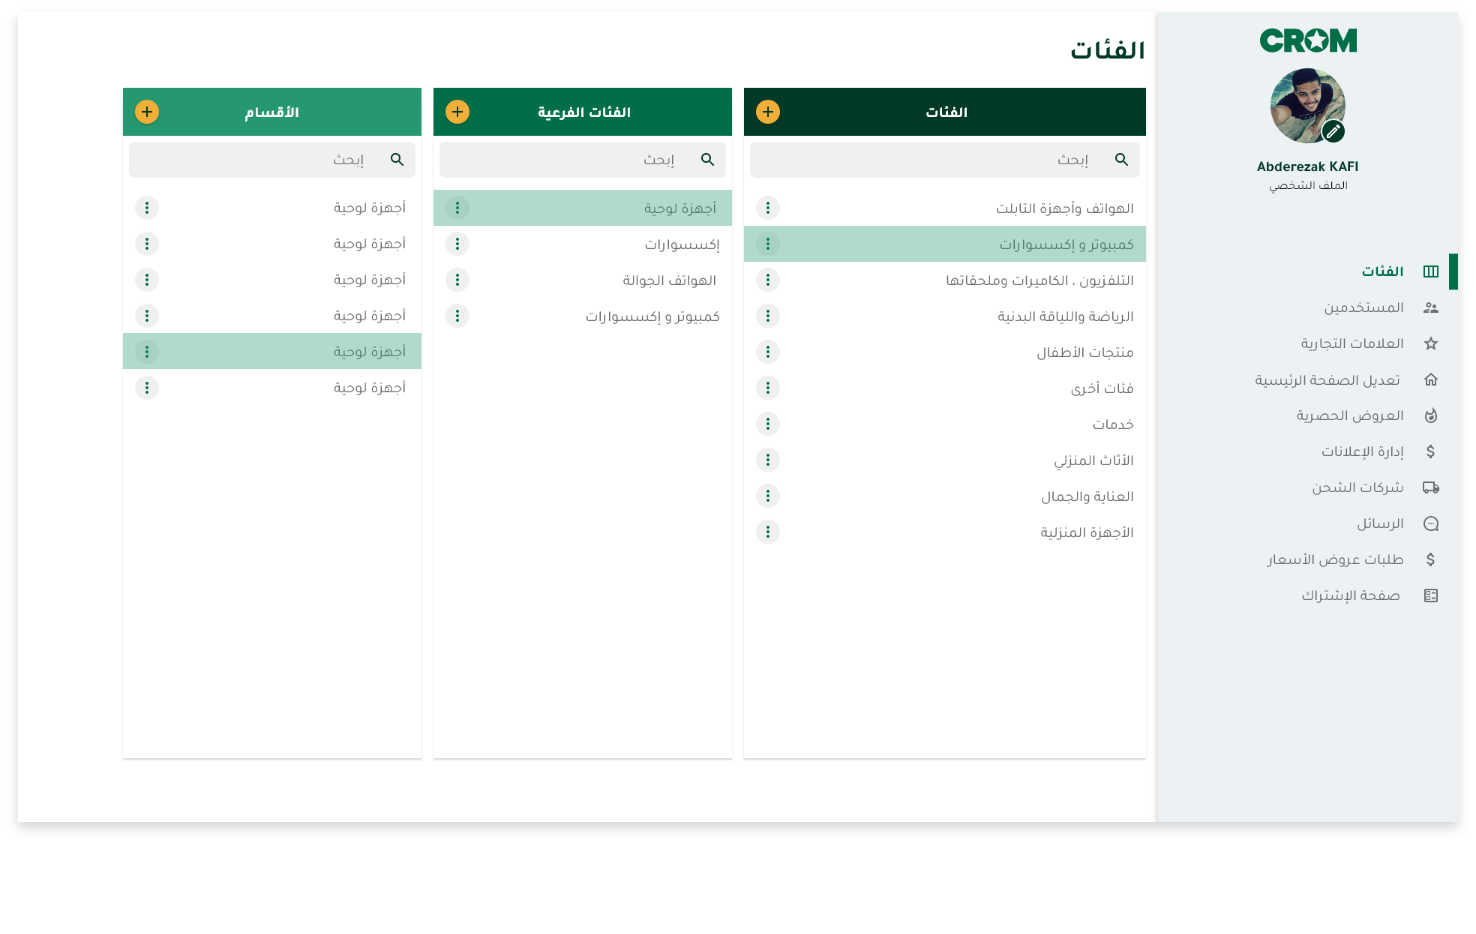 CROM
Abderezak KAFI
الملف الشخصي
الفئات
المستخدمين
العلامات التجارية
تعديل الصفحة الرئيسية
العروض الحصرية
إدارة الإعلانات
شركات الشحن
الرسائل
طلبات عروض الأسعار
صفحة الإشتراك
الفئات
الفئات
إبحث
الهواتف وأجهزة التابلت
كمبيوتر و إكسسوارات
التلفزيون ، الكاميرات وملحقاتها
الرياضة واللياقة البدنية
منتجات الأطفال
فئات أخرى
خدمات
الأثاث المنزلي
العناية والجمال
الأجهزة المنزلية
الفئات الفرعية
إبحث
أجهزة لوحية
إكسسوارات
الهواتف الجوالة
كمبيوتر و إكسسوارات
الأقسام
إبحث
أجهزة لوحية
أجهزة لوحية
أجهزة لوحية
أجهزة لوحية
أجهزة لوحية
أجهزة لوحية